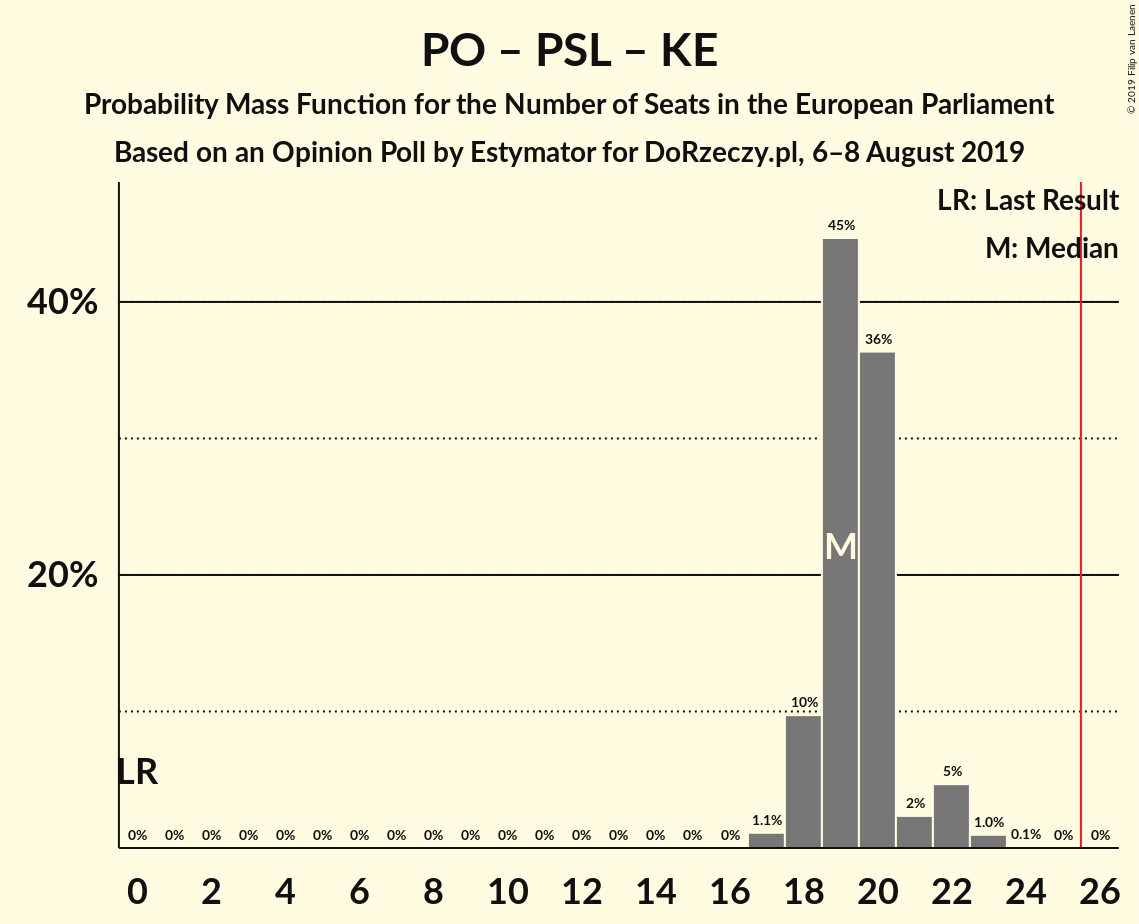 PO – PSL – KE
Probability Mass Function for the Number of Seats in the European Parliament
Based on an Opinion Poll by Estymator for DoRzeczy.pl, 6–8 August 2019
© 2019 Filip van Laenen
LR: Last Result
M: Median
45%
40%
36%
M
20%
10%
LR
5%
2%
1.1%
1.0%
0% 0% 0% 0% 0% 0% 0% 0% 0% 0% 0% 0% 0% 0% 0% 0% 0% 0.1% 0% 0%
0 2 4 6 8 10 12 14 16 18 20 22 24 26